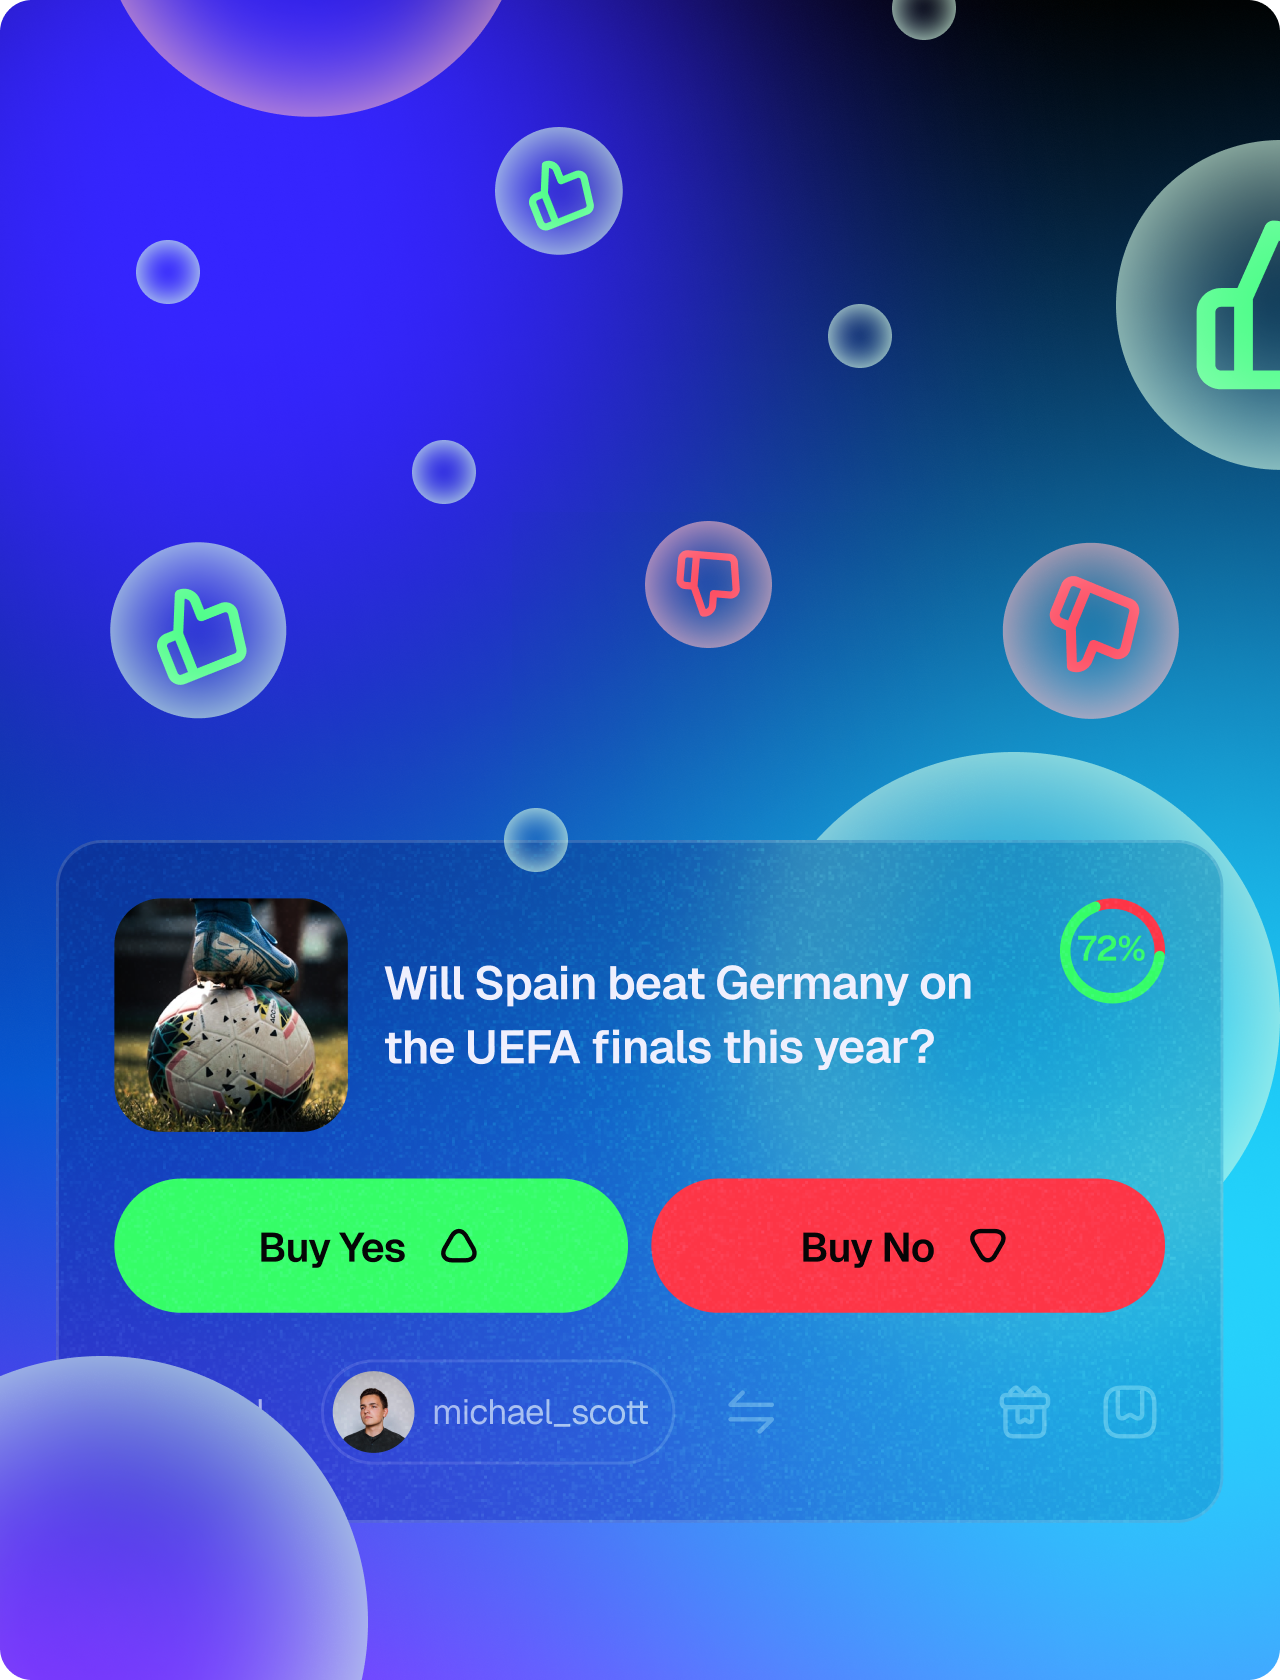 72%
Will Spain beat Germany on
the UEFA finals this year?
Buy Yes
Buy No
michael_scott